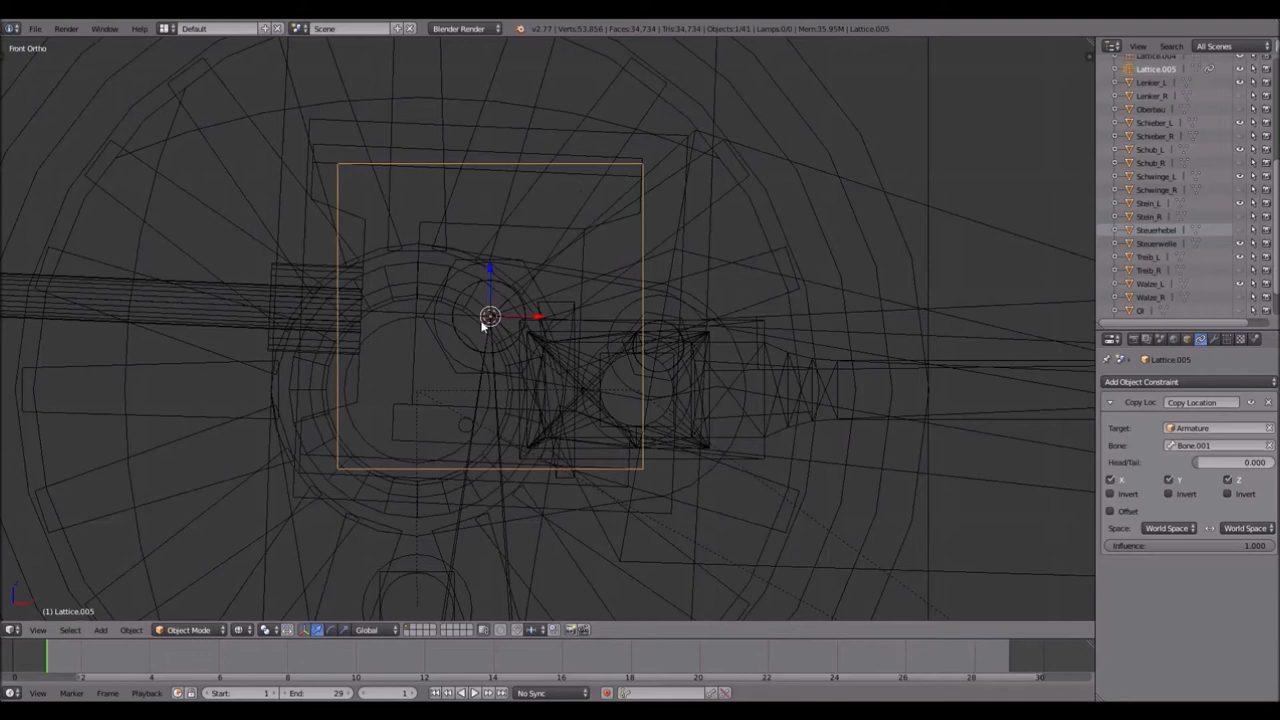 File Render Window Help Default Scene Blender Render v2.77 | Verts:53,856 | Faces:34,734 | Tris:34,734 | Objects:1/41 | Lamps:0/0 | Mem:35.95M | Lattice.005
View Search All Scenes
Front Ortho
Lattice.004
Lattice.005
Lenker_L
Lenker_R
Oberbau
Schieber_L
Schieber_R
Schub_L
Schub_R
Schwinge_L
Schwinge_R
Stein_L
Stein_R
Steuerhebel
Steuerwelle
Treib_L
Treib_R
Walze_L
Walze_R
Öl
Lattice.005
Add Object Constraint
Copy Loc Copy Location
Target: Armature
Bone: Bone.001
Head/Tail: 0.000
X Y Z
Invert Invert Invert
Offset
Space: World Space World Space
Influence: 1.000
(1) Lattice.005
View Select Add Object Object Mode Global
0 2 4 6 8 10 12 14 16 18 20 22 24 26 28 30
View Marker Frame Playback Start: 1 End: 29 1 No Sync